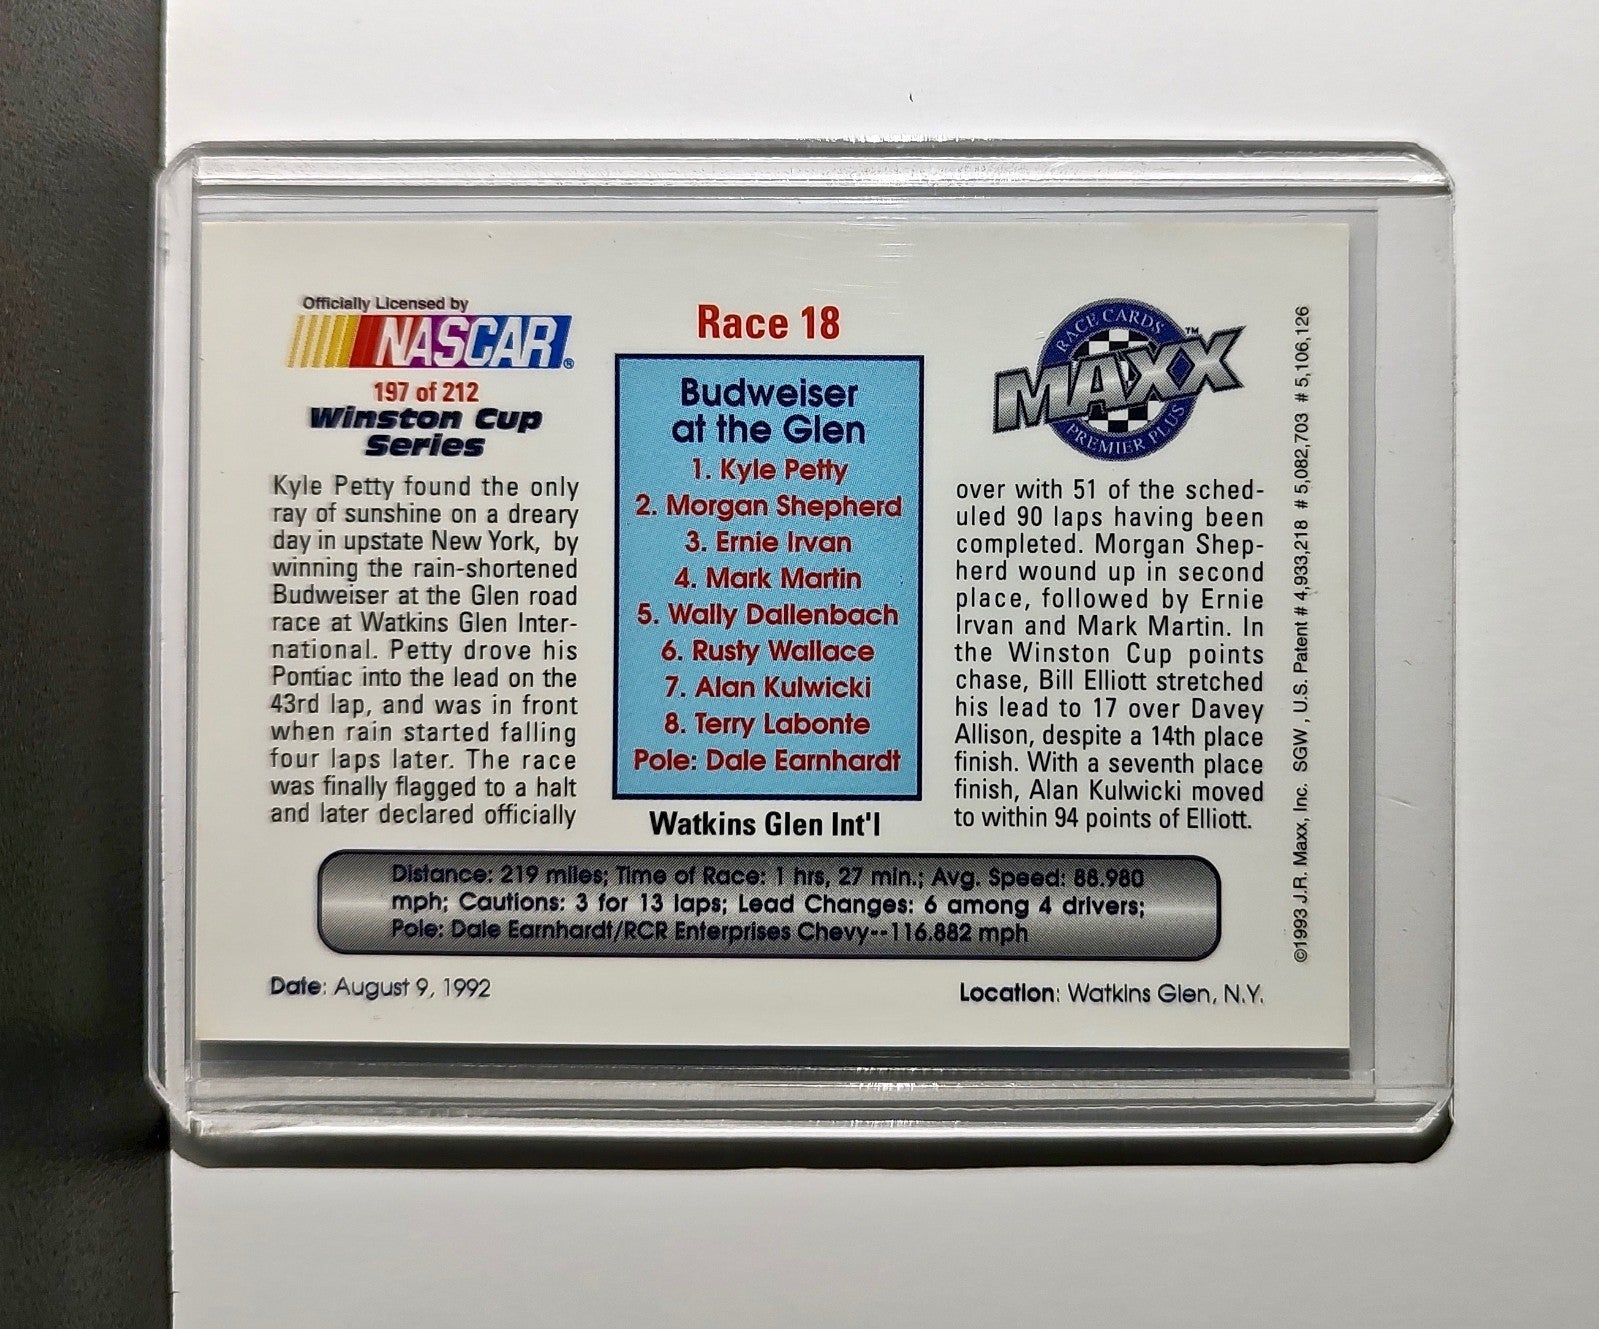 Officially Licensed by
NASCAR®
197 of 212
Winston Cup
Series
Kyle Petty found the only
ray of sunshine on a dreary
day in upstate New York, by
winning the rain-shortened
Budweiser at the Glen road
race at Watkins Glen Inter-
national. Petty drove his
Pontiac into the lead on the
43rd lap, and was in front
when rain started falling
four laps later. The race
was finally flagged to a halt
and later declared officially
Race 18
Budweiser
at the Glen
1. Kyle Petty
2. Morgan Shepherd
3. Ernie Irvan
4. Mark Martin
5. Wally Dallenbach
6. Rusty Wallace
7. Alan Kulwicki
8. Terry Labonte
Pole: Dale Earnhardt
Watkins Glen Int'l
RACE CARDS
MAXX™
PREMIER PLUS
over with 51 of the sched-
uled 90 laps having been
completed. Morgan Shep-
herd wound up in second
place, followed by Ernie
Irvan and Mark Martin. In
the Winston Cup points
chase, Bill Elliott stretched
his lead to 17 over Davey
Allison, despite a 14th place
finish. With a seventh place
finish, Alan Kulwicki moved
to within 94 points of Elliott.
Distance: 219 miles; Time of Race: 1 hrs, 27 min.; Avg. Speed: 88.980
mph; Cautions: 3 for 13 laps; Lead Changes: 6 among 4 drivers;
Pole: Dale Earnhardt/RCR Enterprises Chevy--116.882 mph
Date: August 9, 1992
Location: Watkins Glen, N.Y.
©1993 J.R. Maxx, Inc. SGW, U.S. Patent # 4,933,218 # 5,082,703 # 5,106,126